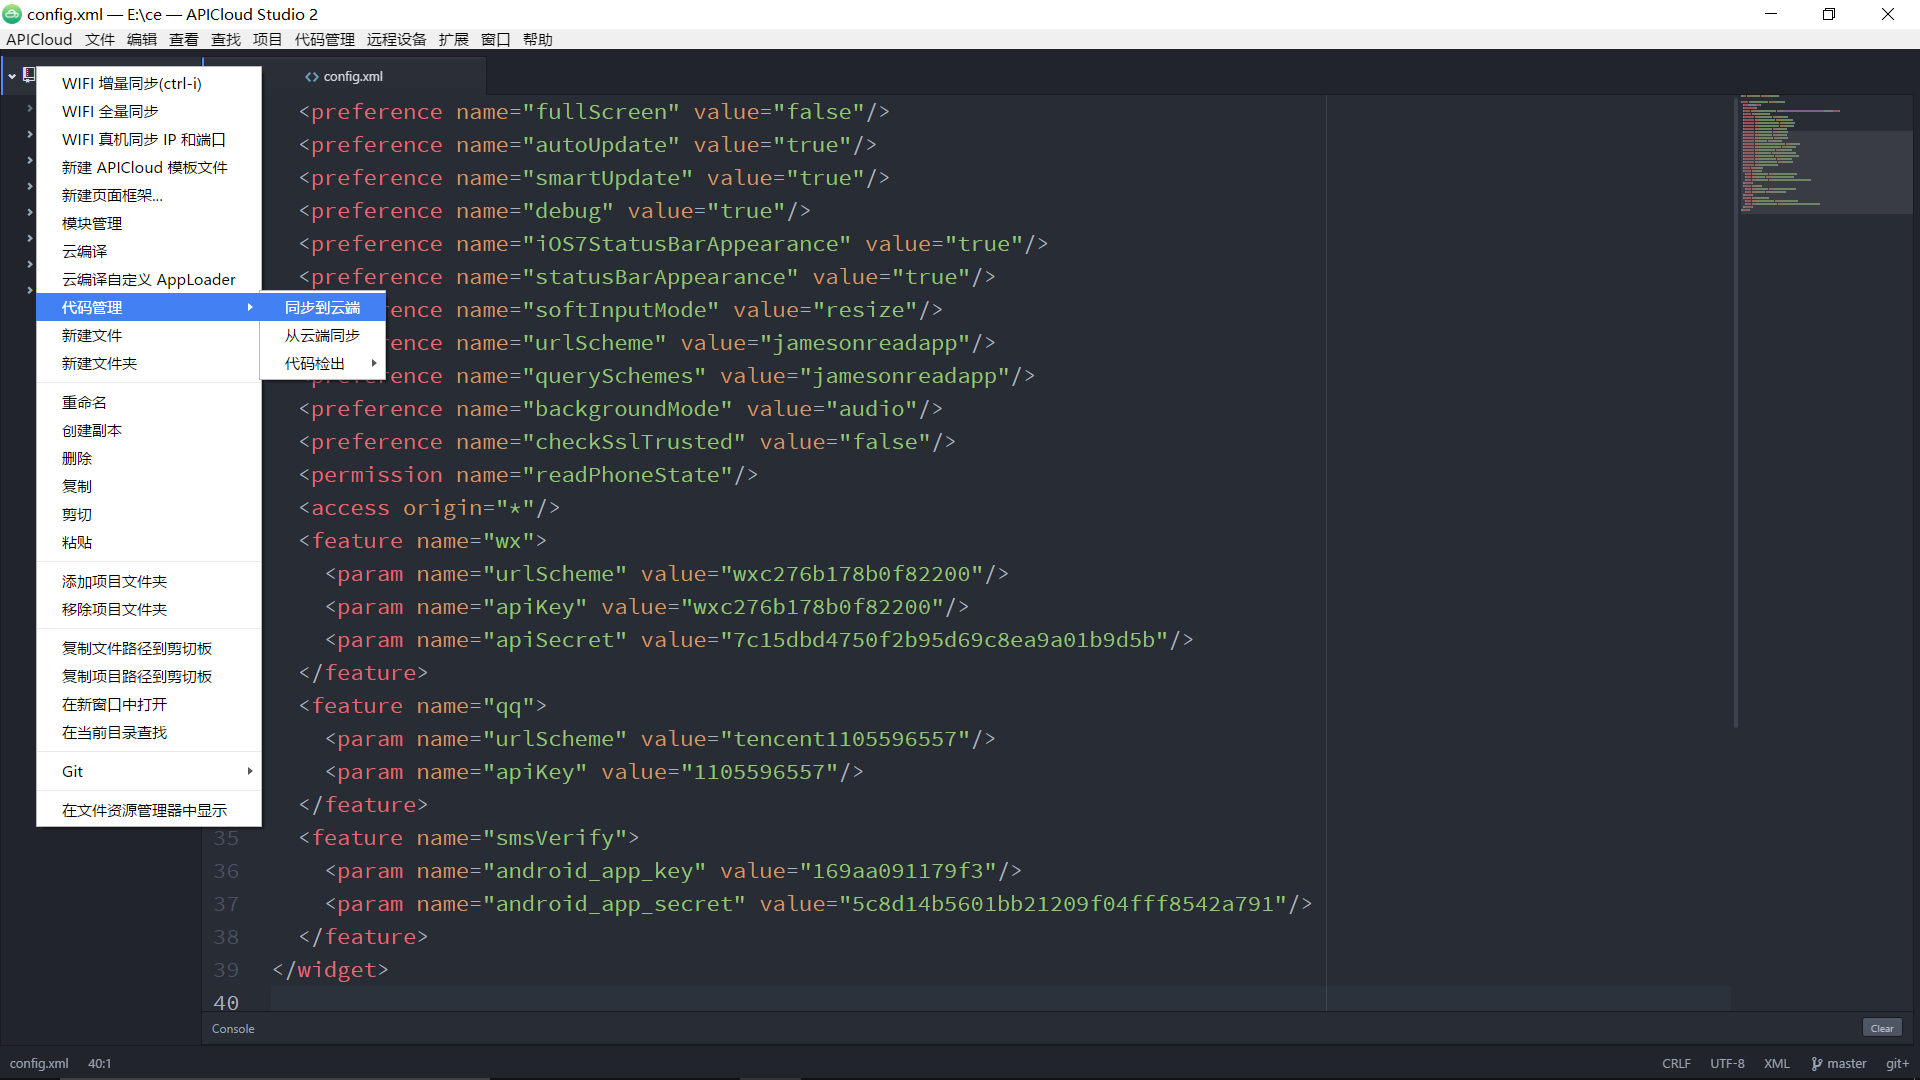 config.xml — E:\ce — APICloud Studio 2
APICloud 文件 编辑 查看 查找 项目 代码管理 远程设备 扩展 窗口 帮助
config.xml
WIFI 增量同步(ctrl-i)
WIFI 全量同步
WIFI 真机同步 IP 和端口
新建 APICloud 模板文件
新建页面框架...
模块管理
云编译
云编译自定义 AppLoader
代码管理
新建文件
新建文件夹
重命名
创建副本
删除
复制
剪切
粘贴
添加项目文件夹
移除项目文件夹
复制文件路径到剪切板
复制项目路径到剪切板
在新窗口中打开
在当前目录查找
Git
在文件资源管理器中显示
同步到云端
从云端同步
代码检出
<preference name="fullScreen" value="false"/>
<preference name="autoUpdate" value="true"/>
<preference name="smartUpdate" value="true"/>
<preference name="debug" value="true"/>
<preference name="iOS7StatusBarAppearance" value="true"/>
<preference name="statusBarAppearance" value="true"/>
rence name="softInputMode" value="resize"/>
rence name="urlScheme" value="jamesonreadapp"/>
<preference name="querySchemes" value="jamesonreadapp"/>
<preference name="backgroundMode" value="audio"/>
<preference name="checkSslTrusted" value="false"/>
<permission name="readPhoneState"/>
<access origin="*"/>
<feature name="wx">
<param name="urlScheme" value="wxc276b178b0f82200"/>
<param name="apiKey" value="wxc276b178b0f82200"/>
<param name="apiSecret" value="7c15dbd4750f2b95d69c8ea9a01b9d5b"/>
</feature>
<feature name="qq">
<param name="urlScheme" value="tencent1105596557"/>
<param name="apiKey" value="1105596557"/>
</feature>
35 <feature name="smsVerify">
36 <param name="android_app_key" value="169aa091179f3"/>
37 <param name="android_app_secret" value="5c8d14b5601bb21209f04fff8542a791"/>
38 </feature>
39 </widget>
40
Console
Clear
config.xml 40:1
CRLF UTF-8 XML master git+